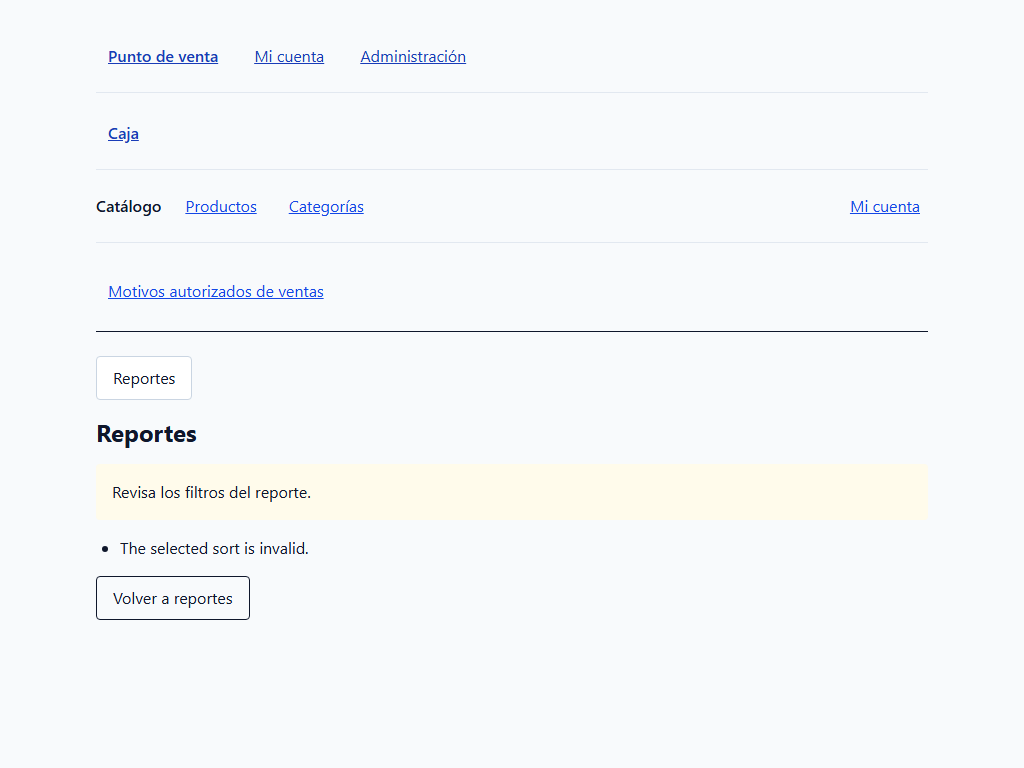 Punto de venta Mi cuenta Administración
Caja
Catálogo Productos Categorías Mi cuenta
Motivos autorizados de ventas
Reportes
Reportes
Revisa los filtros del reporte.
The selected sort is invalid.
Volver a reportes